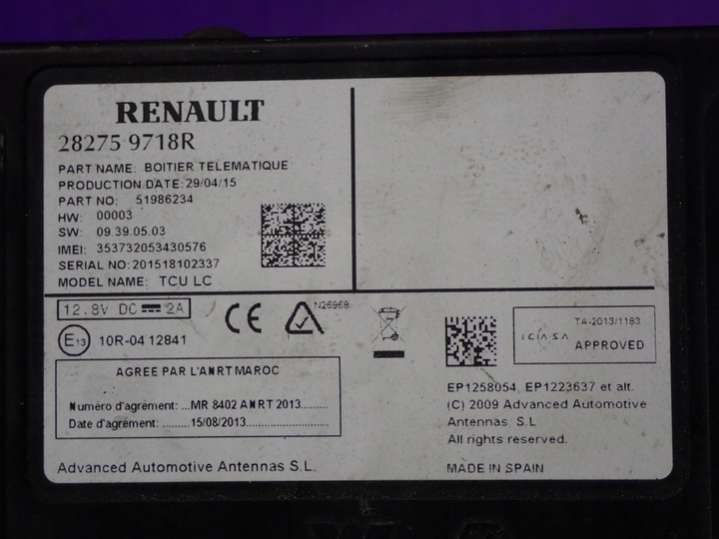 RENAULT
28275 9718R
PART NAME: BOITIER TELEMATIQUE
PRODUCTION DATE: 29/04/15
PART NO: 51986234
HW: 00003
SW: 09.39.05.03
IMEI: 353732053430576
SERIAL NO: 201518102337
MODEL NAME: TCU LC
12.8V DC 2A
CE
N26968
E13 10R-04 12841
ICASA
TA-2013/1183
APPROVED
AGREE PAR L'ANRT MAROC
Numéro d'agrément: ...MR 8402 ANRT 2013.........
Date d'agrément: .........15/08/2013............................
EP1258054, EP1223637 et alt.
(C) 2009 Advanced Automotive
Antennas S.L
All rights reserved.
Advanced Automotive Antennas S.L.
MADE IN SPAIN